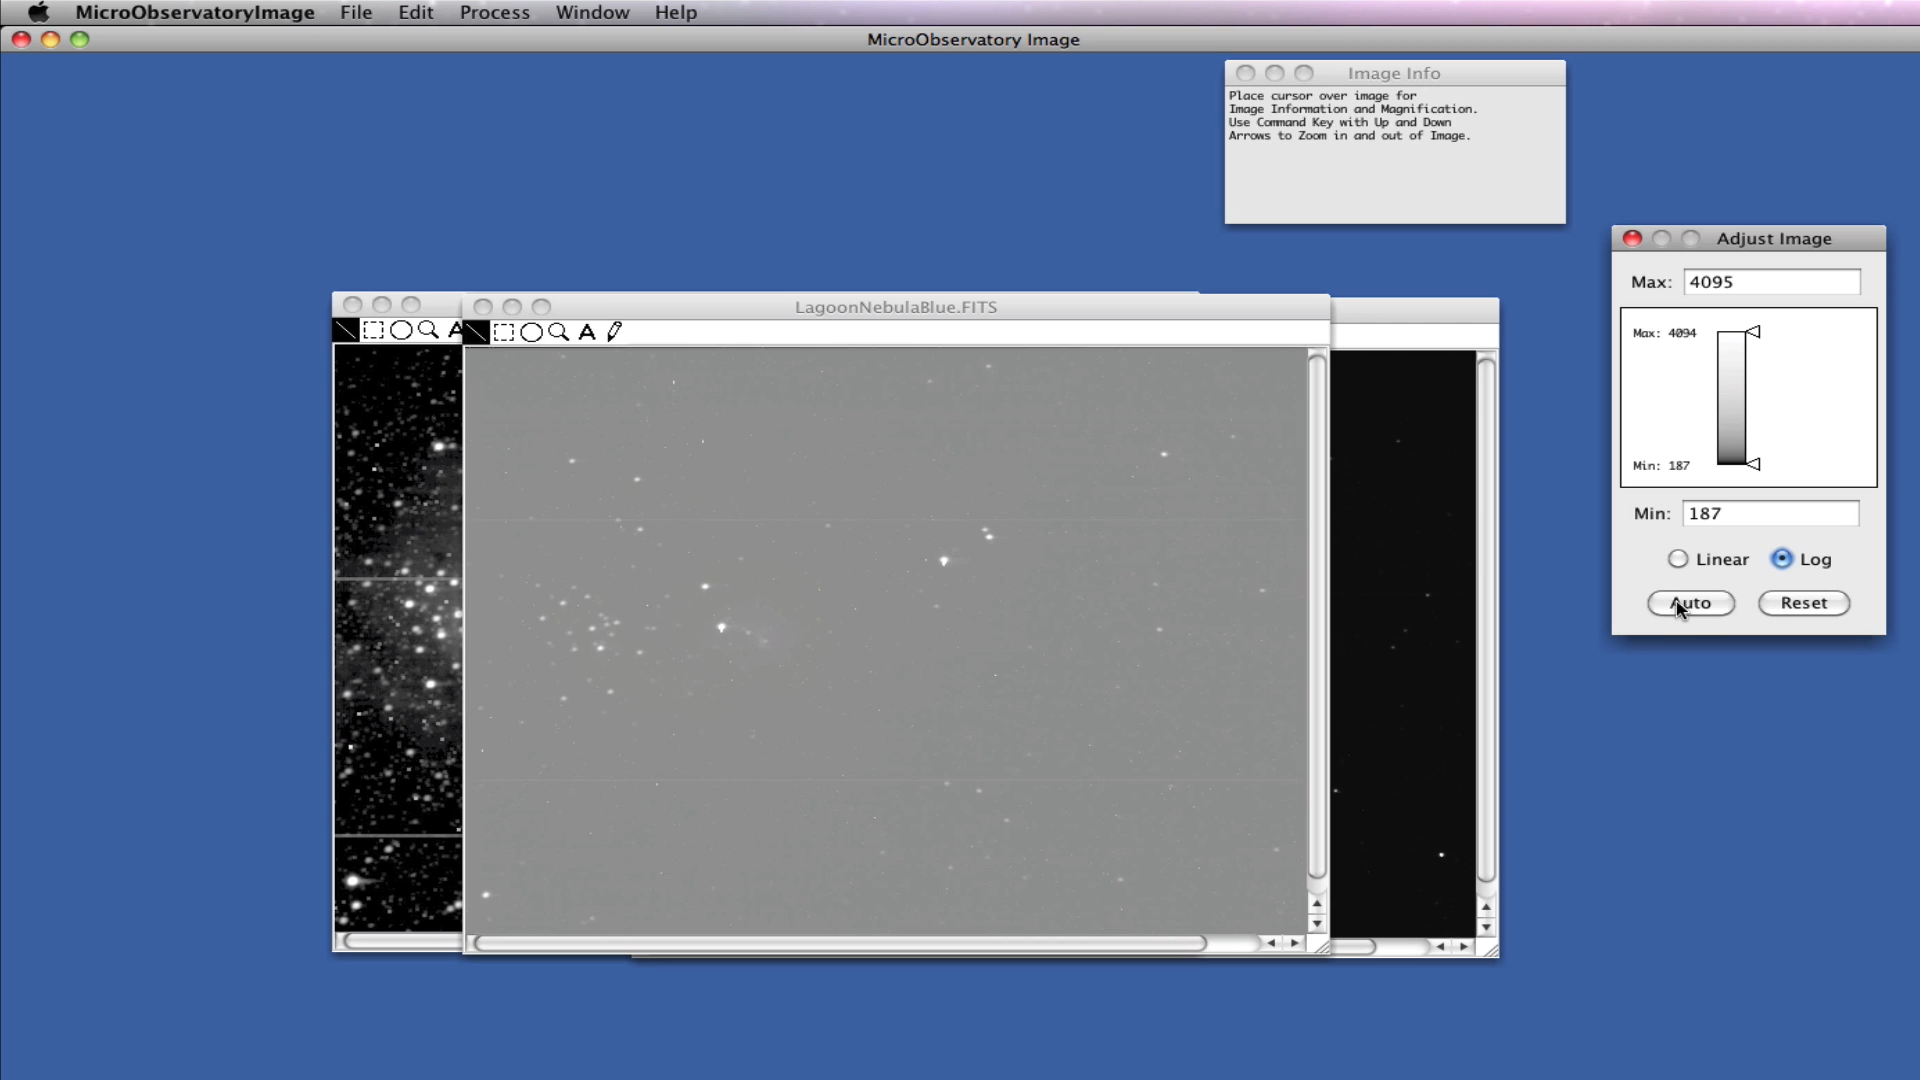 MicroObservatoryImage File Edit Process Window Help
MicroObservatory Image
Image Info
Place cursor over image for
Image Information and Magnification.
Use Command Key with Up and Down
Arrows to Zoom in and out of Image.
Adjust Image
Max: 4095
Max: 4094
Min: 187
Min: 187
Linear Log
Auto Reset
LagoonNebulaBlue.FITS
A
A